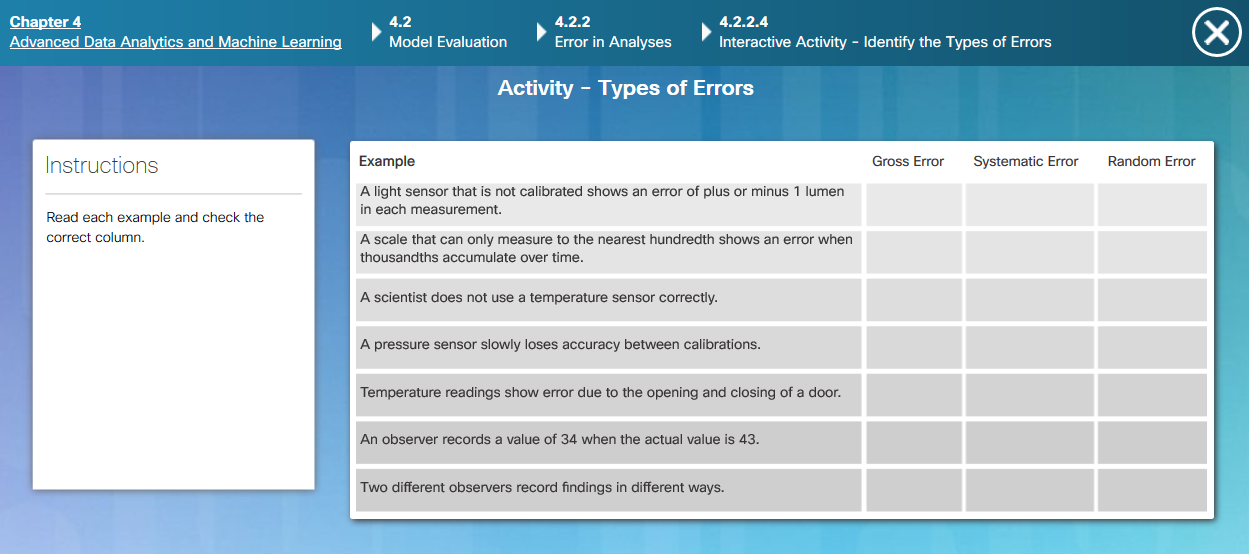 Chapter 4
Advanced Data Analytics and Machine Learning
4.2
Model Evaluation
4.2.2
Error in Analyses
4.2.2.4
Interactive Activity - Identify the Types of Errors
Activity - Types of Errors
Instructions
Read each example and check the
correct column.
Example Gross Error Systematic Error Random Error
A light sensor that is not calibrated shows an error of plus or minus 1 lumen
in each measurement.
A scale that can only measure to the nearest hundredth shows an error when
thousandths accumulate over time.
A scientist does not use a temperature sensor correctly.
A pressure sensor slowly loses accuracy between calibrations.
Temperature readings show error due to the opening and closing of a door.
An observer records a value of 34 when the actual value is 43.
Two different observers record findings in different ways.